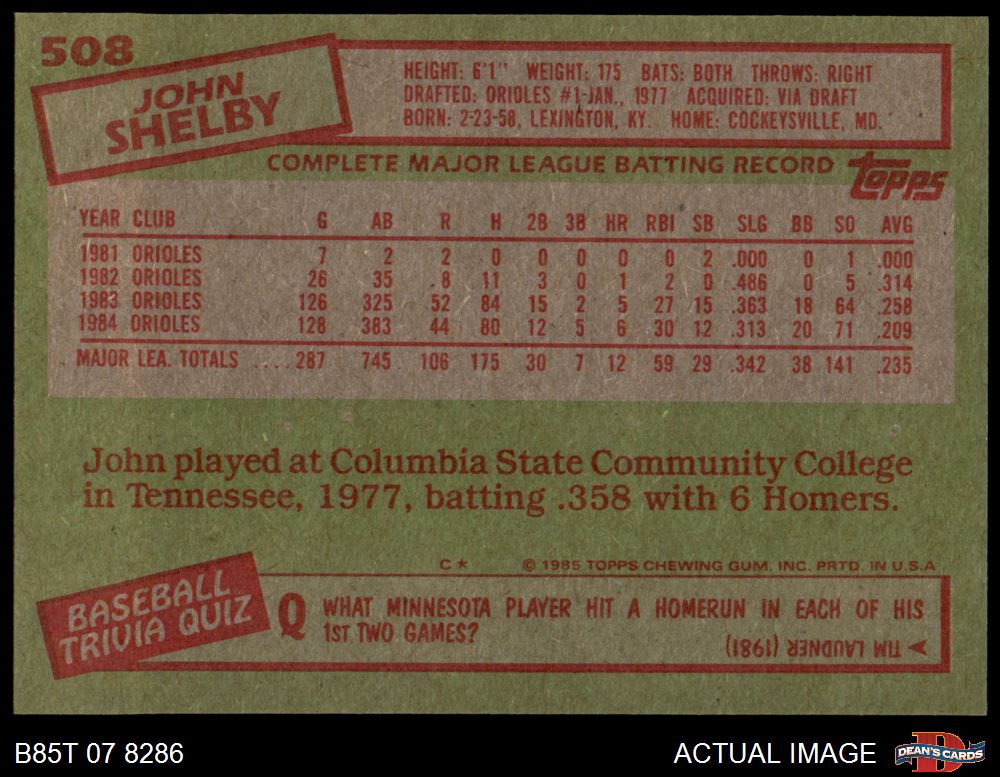 508
JOHN
SHELBY
HEIGHT: 6'1" WEIGHT: 175 BATS: BOTH THROWS: RIGHT
DRAFTED: ORIOLES #1-JAN., 1977 ACQUIRED: VIA DRAFT
BORN: 2-23-58, LEXINGTON, KY. HOME: COCKEYSVILLE, MD.
COMPLETE MAJOR LEAGUE BATTING RECORD
Topps
YEAR CLUB G AB R H 2B 3B HR RBI SB SLG BB SO AVG
1981 ORIOLES 7 2 2 0 0 0 0 0 2 .000 0 1 .000
1982 ORIOLES 26 35 8 11 3 0 1 2 0 .486 0 5 .314
1983 ORIOLES 126 325 52 84 15 2 5 27 15 .363 18 64 .258
1984 ORIOLES 128 383 44 80 12 5 6 30 12 .313 20 71 .209
MAJOR LEA. TOTALS .... 287 745 106 175 30 7 12 59 29 .342 38 141 .235
John played at Columbia State Community College
in Tennessee, 1977, batting .358 with 6 Homers.
C* © 1985 TOPPS CHEWING GUM, INC. PRTD. IN U.S.A
BASEBALL
TRIVIA QUIZ
Q WHAT MINNESOTA PLAYER HIT A HOMERUN IN EACH OF HIS
1ST TWO GAMES?
TIM LAUDNER (1981)
B85T 07 8286
ACTUAL IMAGE
D
DEAN'S CARDS